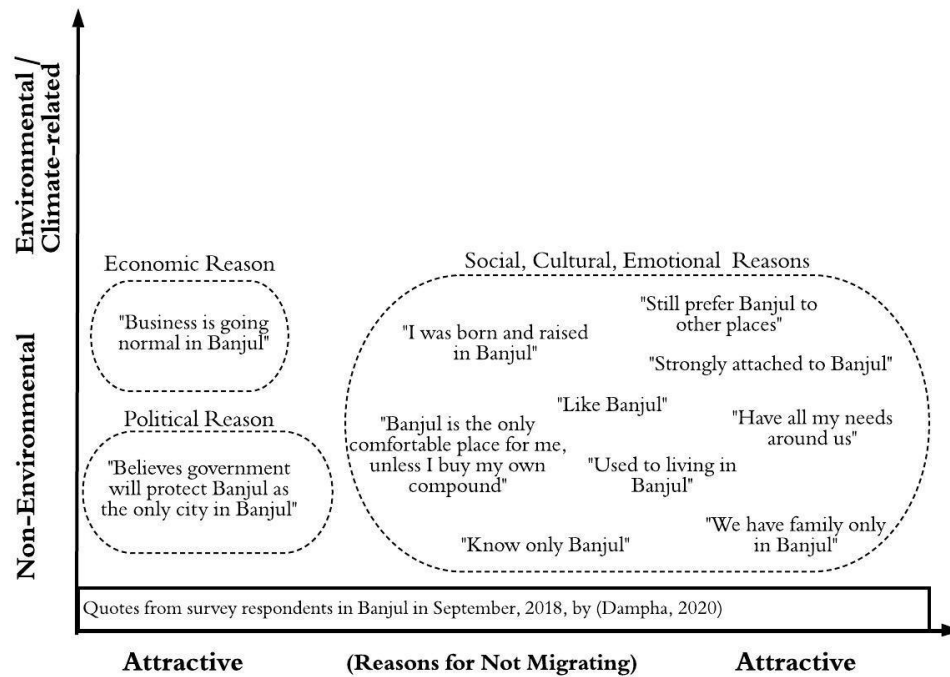 Environmental /
Climate-related
Non-Environmental
Economic Reason
"Business is going
normal in Banjul"
Political Reason
"Believes government
will protect Banjul as
the only city in Banjul"
Social, Cultural, Emotional Reasons
"I was born and raised
in Banjul"
"Still prefer Banjul to
other places"
"Strongly attached to Banjul"
"Like Banjul"
"Banjul is the only
comfortable place for me,
unless I buy my own
compound"
"Have all my needs
around us"
"Used to living in
Banjul"
"Know only Banjul"
"We have family only
in Banjul"
Quotes from survey respondents in Banjul in September, 2018, by (Dampha, 2020)
Attractive
(Reasons for Not Migrating)
Attractive